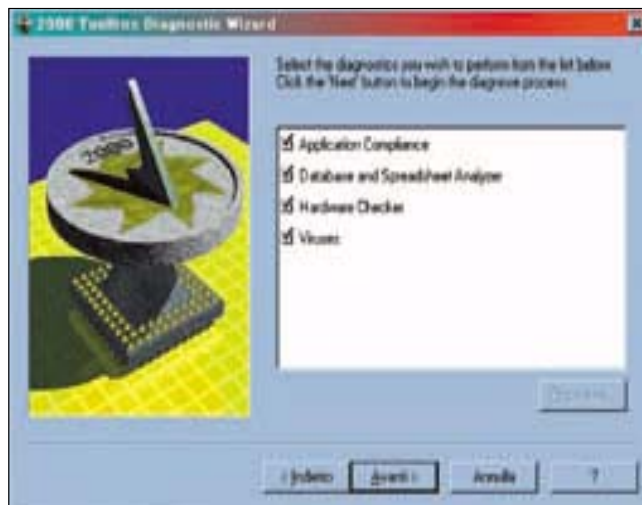 2000 Toolbox Diagnostic Wizard
Select the diagnostics you wish to perform from the list below.
Click the 'Next' button to begin the diagnose process.
2000
Application Compliance
Database and Spreadsheet Analyzer
Hardware Checker
Viruses
< Indietro
Avanti >
Annulla
?